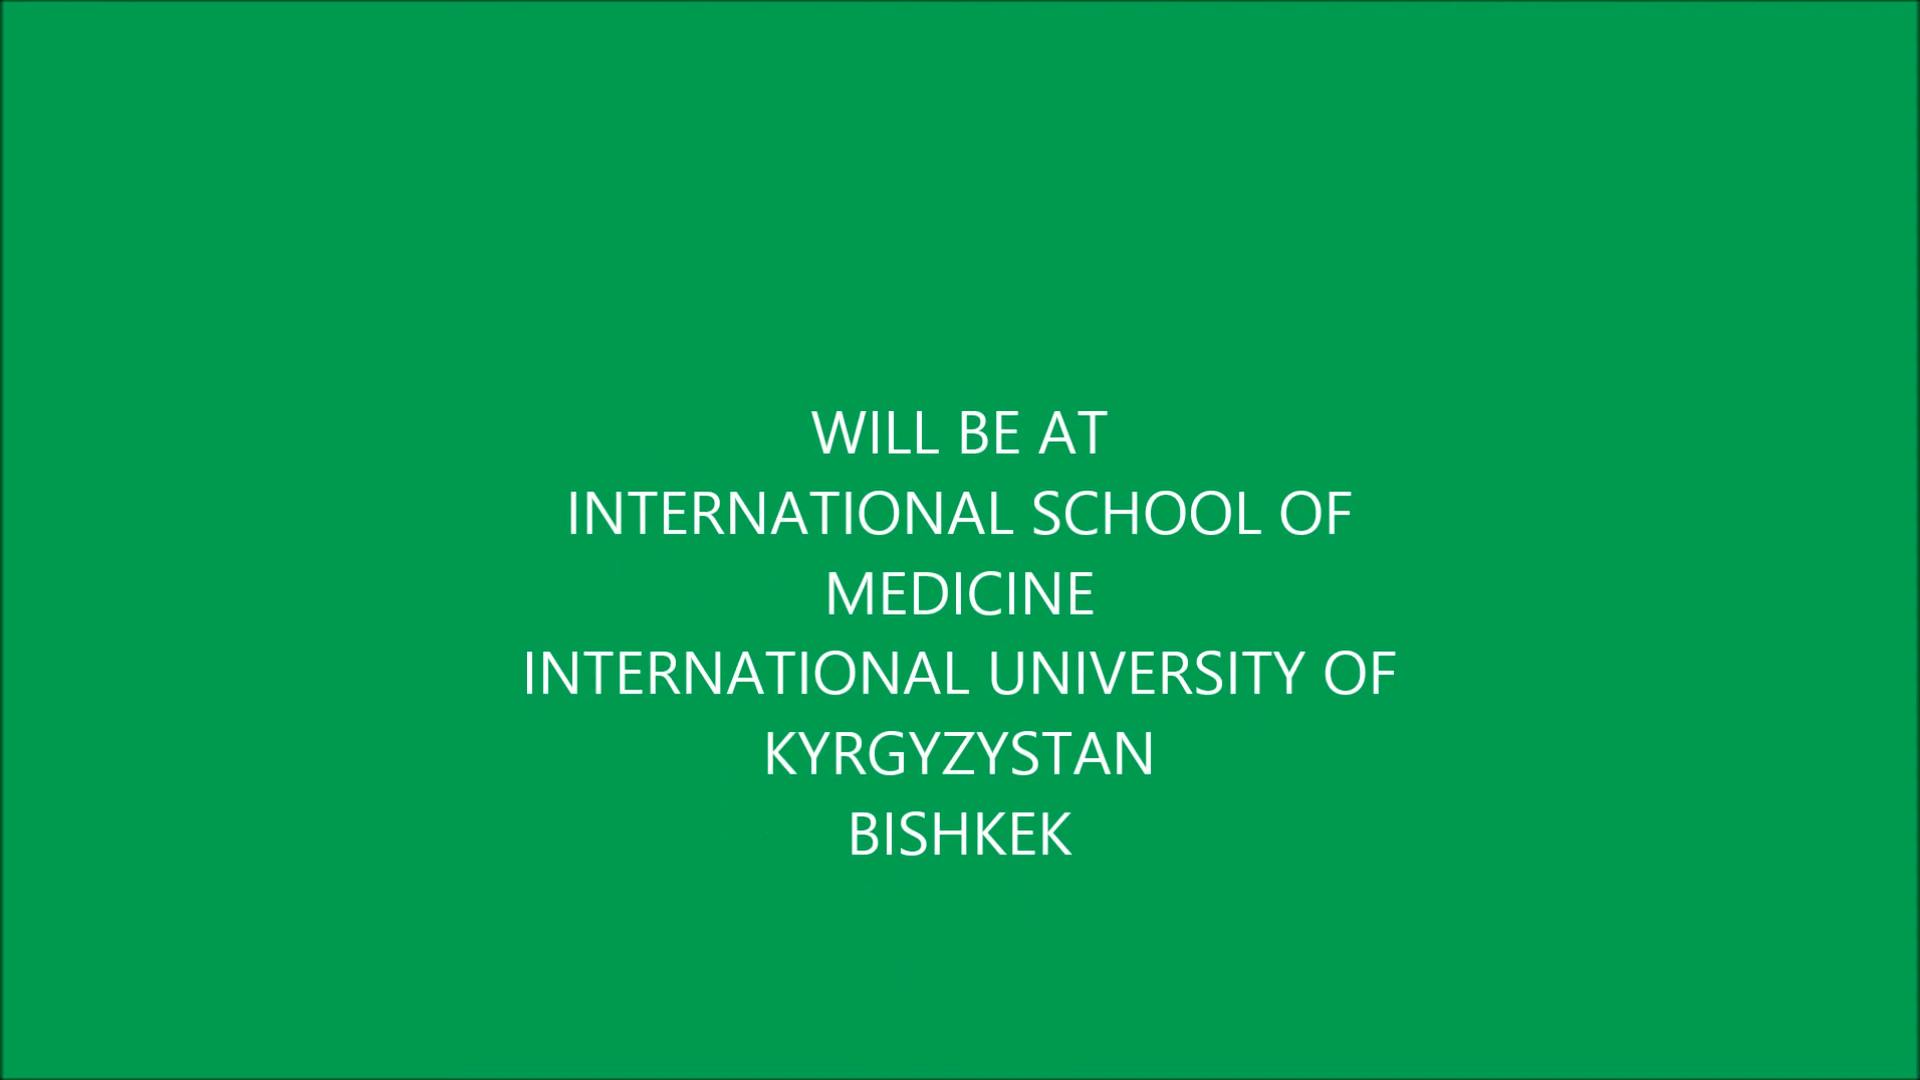 WILL BE AT
INTERNATIONAL SCHOOL OF
MEDICINE
INTERNATIONAL UNIVERSITY OF
KYRGYZYSTAN
BISHKEK